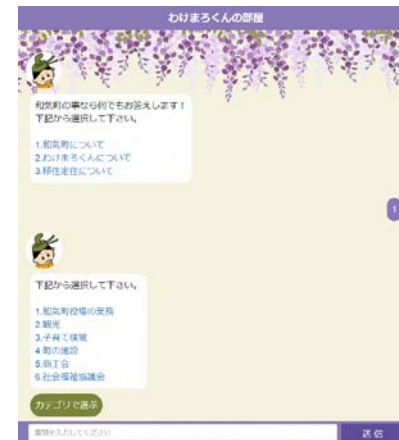 わけまろくんの部屋
和気町の事なら何でもお答えします！
下記から選択して下さい。
1.和気町について
2.わけまろくんについて
3.移住定住について
1
下記から選択して下さい。
1.和気町役場の業務
2.観光
3.子育て環境
4.町の施設
5.商工会
6.社会福祉協議会
カテゴリで選ぶ
質問を入力してください
送信